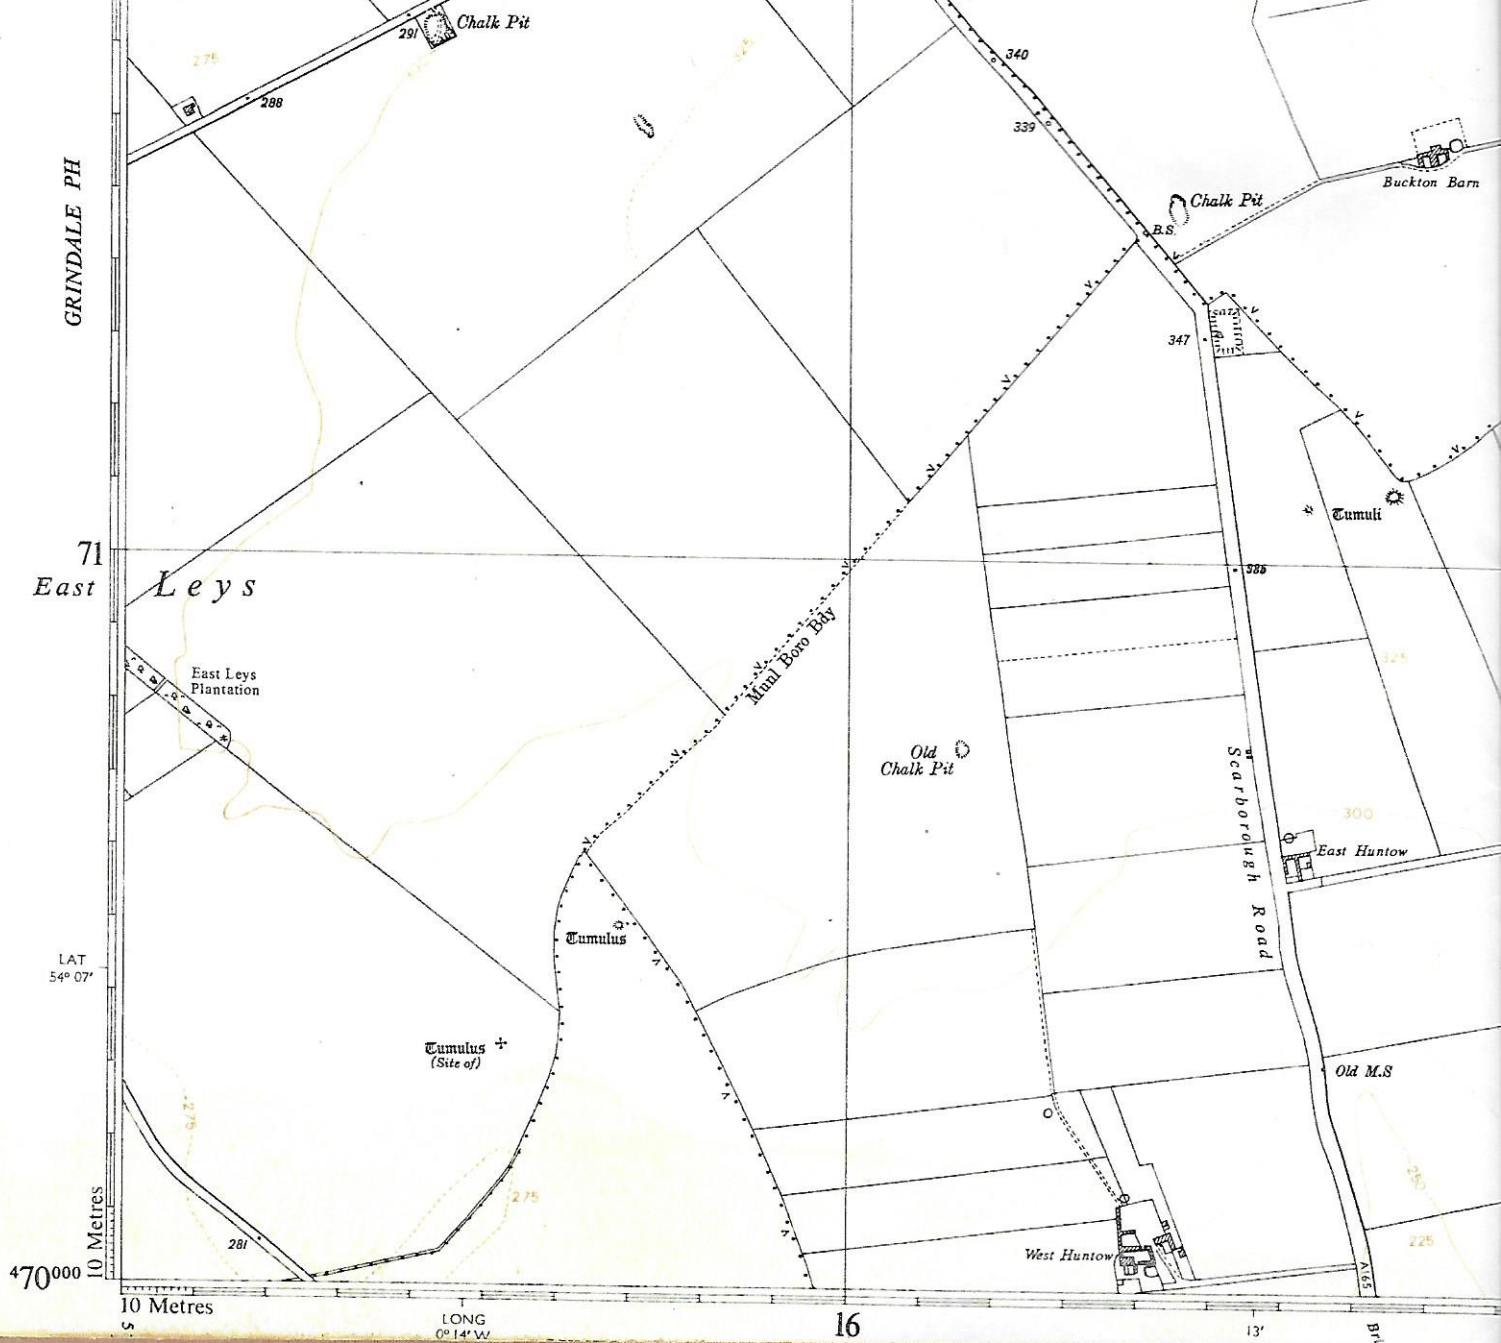 291
Chalk Pit
275
288
325
340
339
GRINDALE PH
Buckton Barn
Chalk Pit
B.S.
347
Tumuli
71
East Leys
Munl Boro Bdy
325
East Leys
Plantation
Old
Chalk Pit
Scarborough Road
300
East Huntow
Tumulus
LAT
54° 07'
Tumulus
(Site of)
Old M.S
275
275
250
225
281
West Huntow
A165
10 Metres
470000
10 Metres
5
LONG
0° 14' W
16
13'